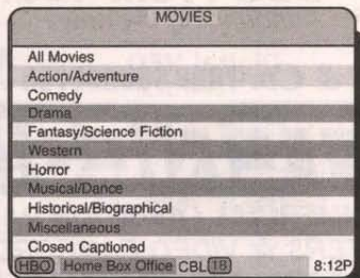 MOVIES
All Movies
Action/Adventure
Comedy
Drama
Fantasy/Science Fiction
Western
Horror
Musical/Dance
Historical/Biographical
Miscellaneous
Closed Captioned
HBO Home Box Office CBL 18 8:12P